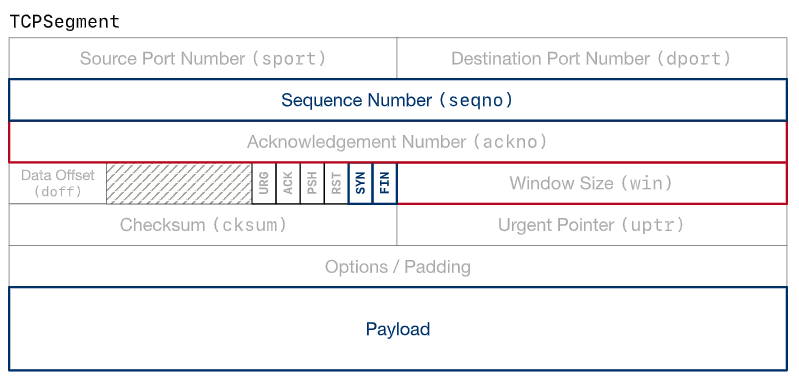 TCPSegment
Source Port Number (sport) Destination Port Number (dport)
Sequence Number (seqno)
Acknowledgement Number (ackno)
Data Offset
(doff)
URG ACK PSH RST SYN FIN
Window Size (win)
Checksum (cksum) Urgent Pointer (uptr)
Options / Padding
Payload